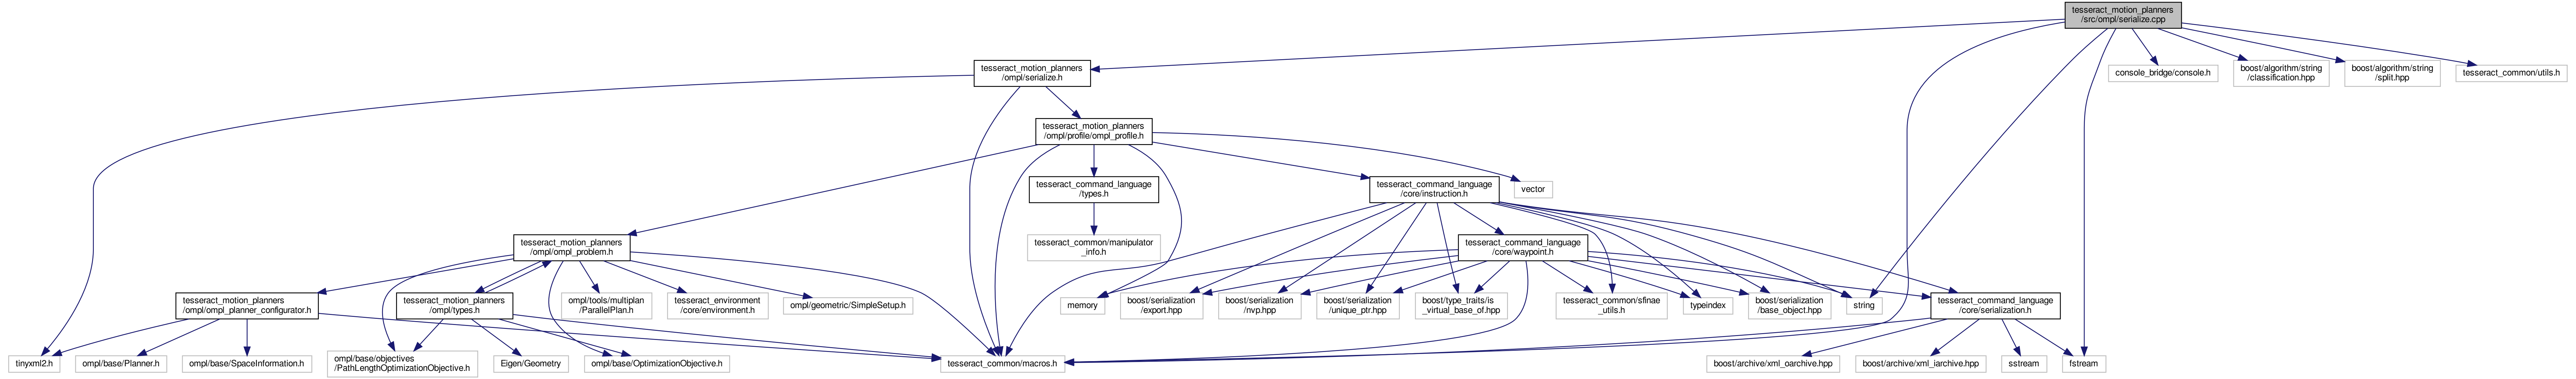 tesseract_motion_planners
/src/ompl/serialize.cpp
tesseract_motion_planners
/ompl/serialize.h
console_bridge/console.h
boost/algorithm/string
/classification.hpp
boost/algorithm/string
/split.hpp
tesseract_common/utils.h
tesseract_motion_planners
/ompl/profile/ompl_profile.h
tesseract_command_language
/types.h
tesseract_command_language
/core/instruction.h
vector
tesseract_motion_planners
/ompl/ompl_problem.h
tesseract_common/manipulator
_info.h
tesseract_command_language
/core/waypoint.h
tesseract_motion_planners
/ompl/ompl_planner_configurator.h
tesseract_motion_planners
/ompl/types.h
ompl/tools/multiplan
/ParallelPlan.h
tesseract_environment
/core/environment.h
ompl/geometric/SimpleSetup.h
memory
boost/serialization
/export.hpp
boost/serialization
/nvp.hpp
boost/serialization
/unique_ptr.hpp
boost/type_traits/is
_virtual_base_of.hpp
tesseract_common/sfinae
_utils.h
typeindex
boost/serialization
/base_object.hpp
string
tesseract_command_language
/core/serialization.h
tinyxml2.h
ompl/base/Planner.h
ompl/base/SpaceInformation.h
ompl/base/objectives
/PathLengthOptimizationObjective.h
Eigen/Geometry
ompl/base/OptimizationObjective.h
tesseract_common/macros.h
boost/archive/xml_oarchive.hpp
boost/archive/xml_iarchive.hpp
sstream
fstream